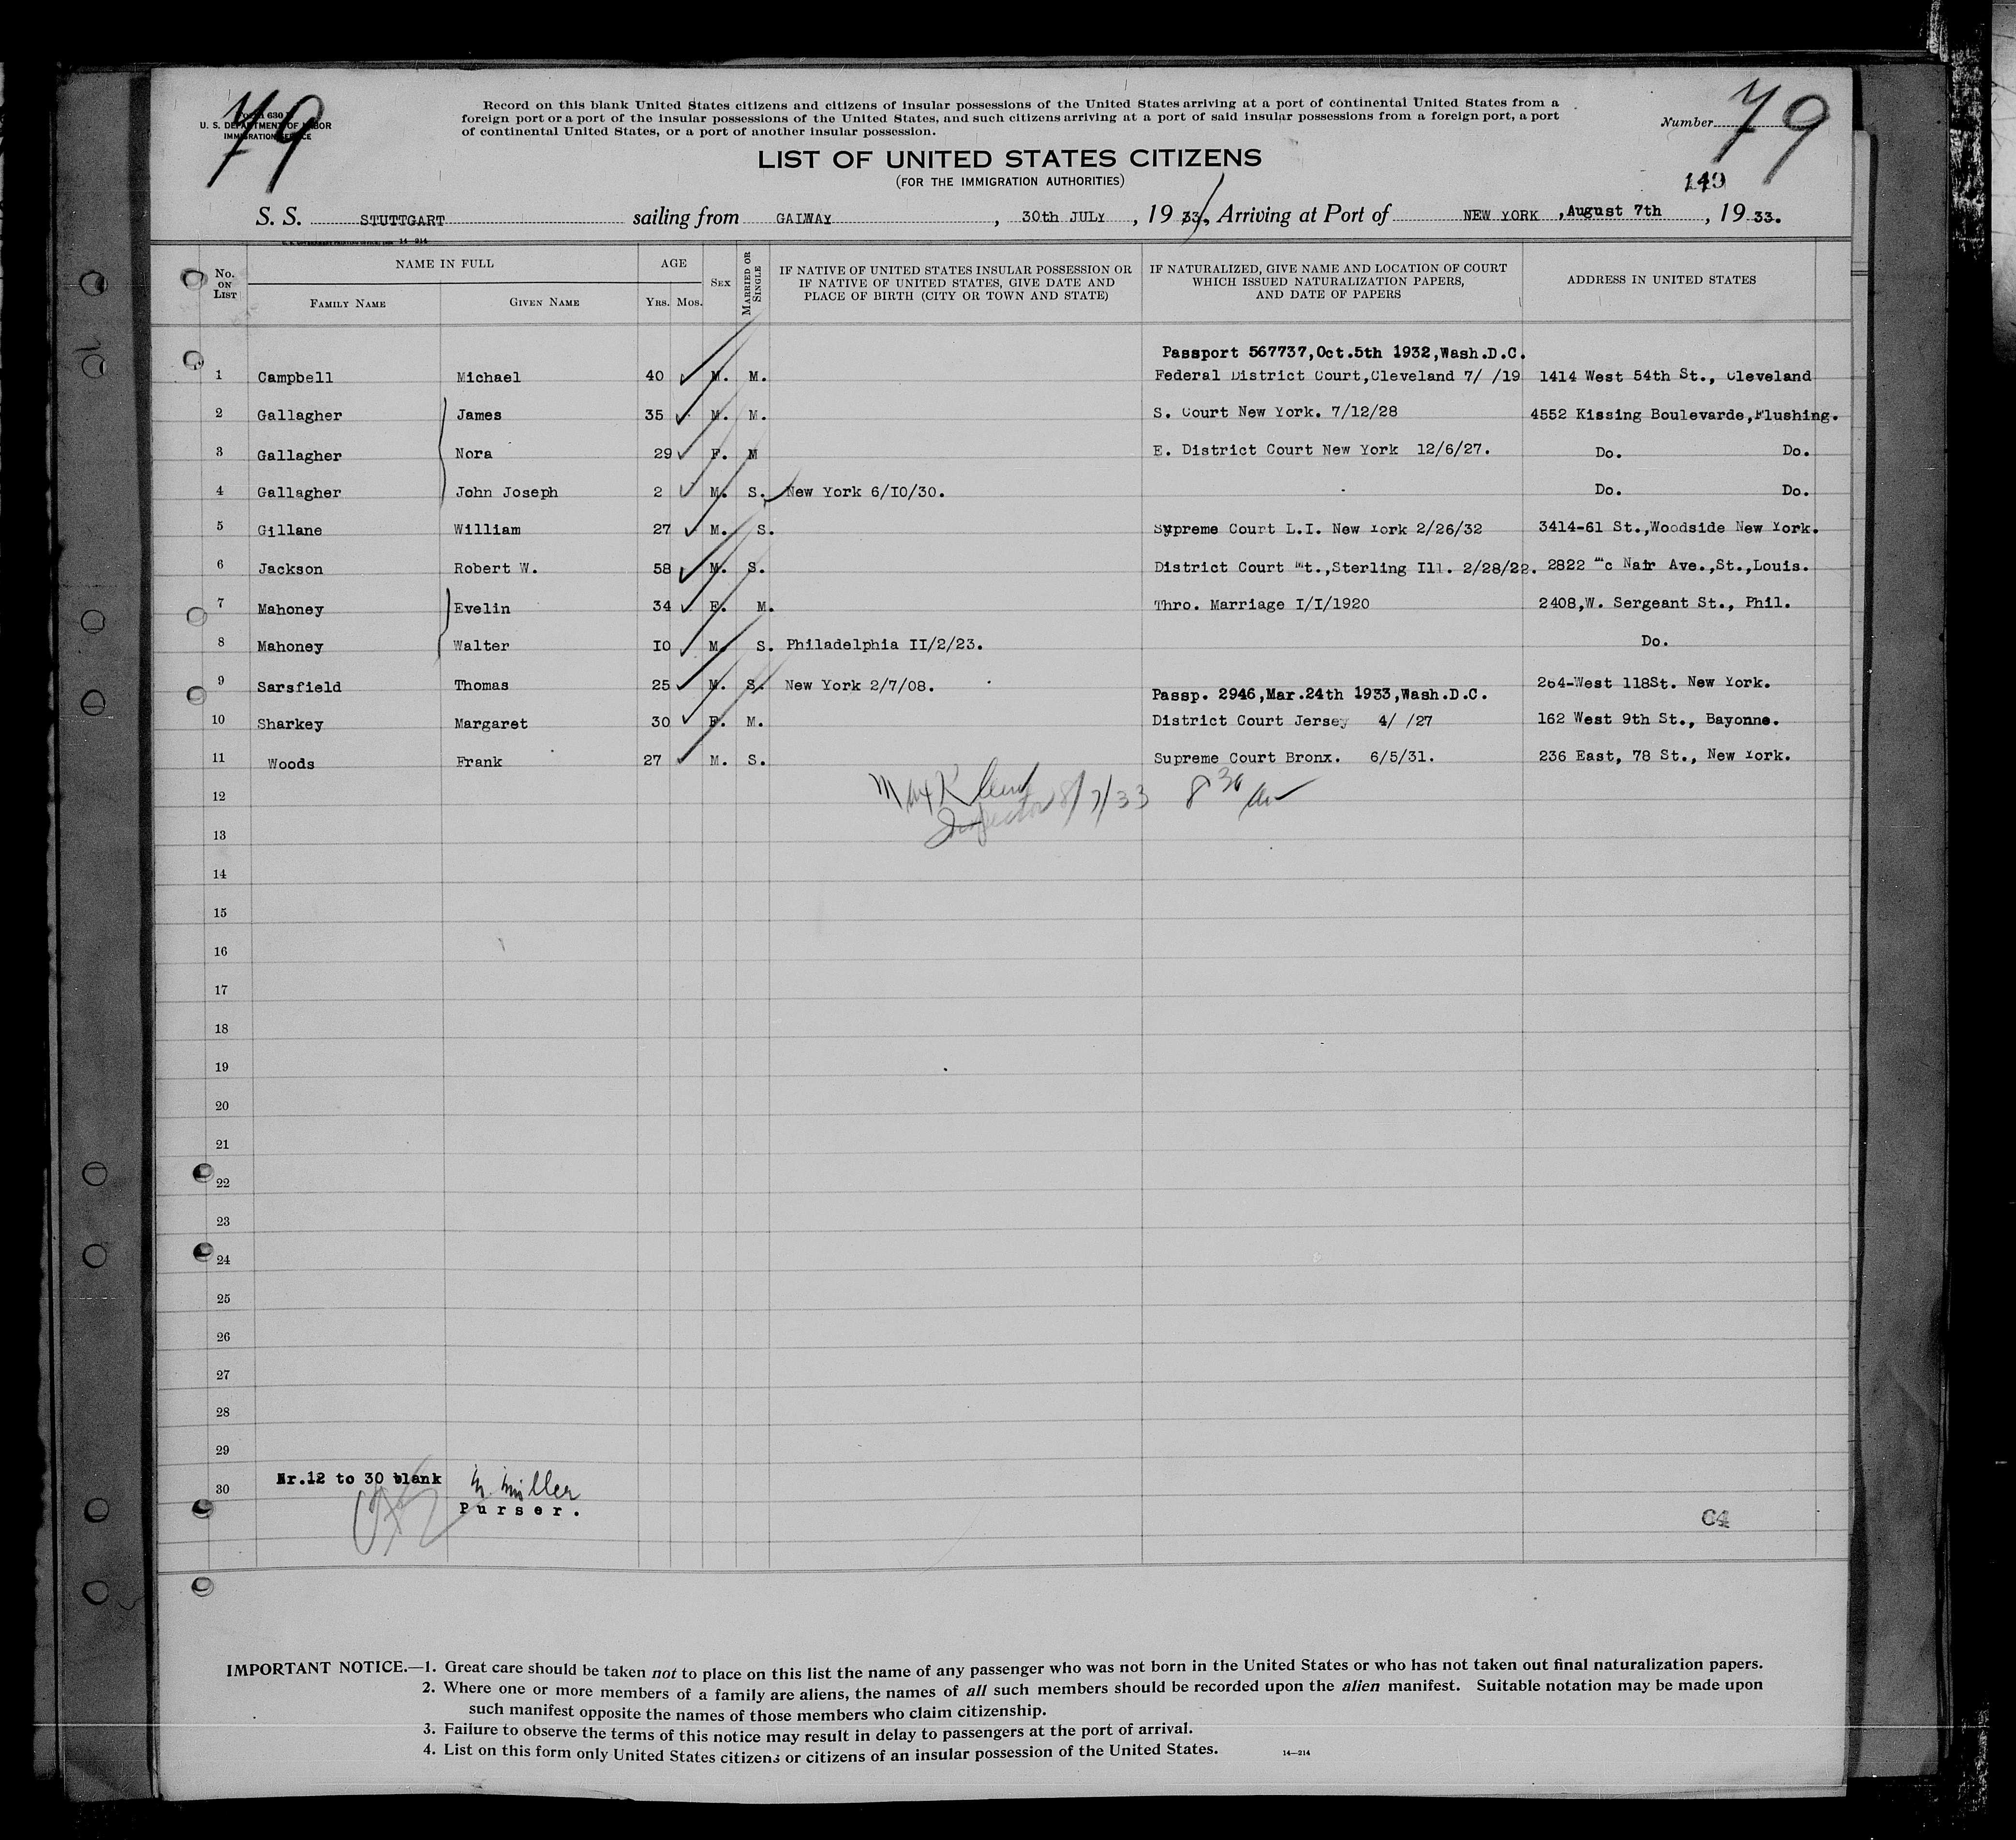 79
Form 630
U. S. DEPARTMENT OF LABOR
IMMIGRATION SERVICE
Record on this blank United States citizens and citizens of insular possessions of the United States arriving at a port of continental United States from a
foreign port or a port of the insular possessions of the United States, and such citizens arriving at a port of said insular possessions from a foreign port, a port
of continental United States, or a port of another insular possession.
Number 79
LIST OF UNITED STATES CITIZENS
(FOR THE IMMIGRATION AUTHORITIES)
149
S. S. STUTTGART sailing from GALWAY, 30th JULY, 19 33, Arriving at Port of NEW YORK, August 7th, 19 33.
14-214
No. ON LIST
NAME IN FULL
FAMILY NAME
GIVEN NAME
AGE
YRS. MOS.
SEX
MARRIED OR SINGLE
IF NATIVE OF UNITED STATES INSULAR POSSESSION OR
IF NATIVE OF UNITED STATES, GIVE DATE AND
PLACE OF BIRTH (CITY OR TOWN AND STATE)
IF NATURALIZED, GIVE NAME AND LOCATION OF COURT
WHICH ISSUED NATURALIZATION PAPERS,
AND DATE OF PAPERS
ADDRESS IN UNITED STATES
Passport 567737,Oct.5th 1932,Wash.D.C.
1 Campbell Michael 40 M. M. Federal District Court,Cleveland 7/ /19 1414 West 54th St., Cleveland
2 Gallagher James 35 M. M. S. Court New York. 7/12/28 4552 Kissing Boulevarde,Flushing.
3 Gallagher Nora 29 F. M E. District Court New York 12/6/27. Do. Do.
4 Gallagher John Joseph 2 M. S. New York 6/I0/30. Do. Do.
5 Gillane William 27 M. S. Supreme Court L.I. New York 2/26/32 3414-61 St.,Woodside New York.
6 Jackson Robert W. 58 M. S. District Court Mt.,Sterling Ill. 2/28/22. 2822 Mc Nair Ave.,St.,Louis.
7 Mahoney Evelin 34 F. M. Thro. Marriage I/I/1920 2408,W. Sergeant St., Phil.
8 Mahoney Walter I0 M. S. Philadelphia II/2/23. Do.
9 Sarsfield Thomas 25 M. S. New York 2/7/08. 264-West 118St. New York.
Passp. 2946,Mar.24th 1933,Wash.D.C.
10 Sharkey Margaret 30 F. M. District Court Jersey 4/ /27 162 West 9th St., Bayonne.
11 Woods Frank 27 M. S. Supreme Court Bronx. 6/5/31. 236 East, 78 St., New York.
12
Inspector 8/7/33 8 30 am
13
14
15
16
17
18
19
20
21
22
23
24
25
26
27
28
29
30
Nr.12 to 30 blank
Miller
Purser.
C4
IMPORTANT NOTICE.—1. Great care should be taken not to place on this list the name of any passenger who was not born in the United States or who has not taken out final naturalization papers.
2. Where one or more members of a family are aliens, the names of all such members should be recorded upon the alien manifest. Suitable notation may be made upon
such manifest opposite the names of those members who claim citizenship.
3. Failure to observe the terms of this notice may result in delay to passengers at the port of arrival.
4. List on this form only United States citizens or citizens of an insular possession of the United States.
14—214